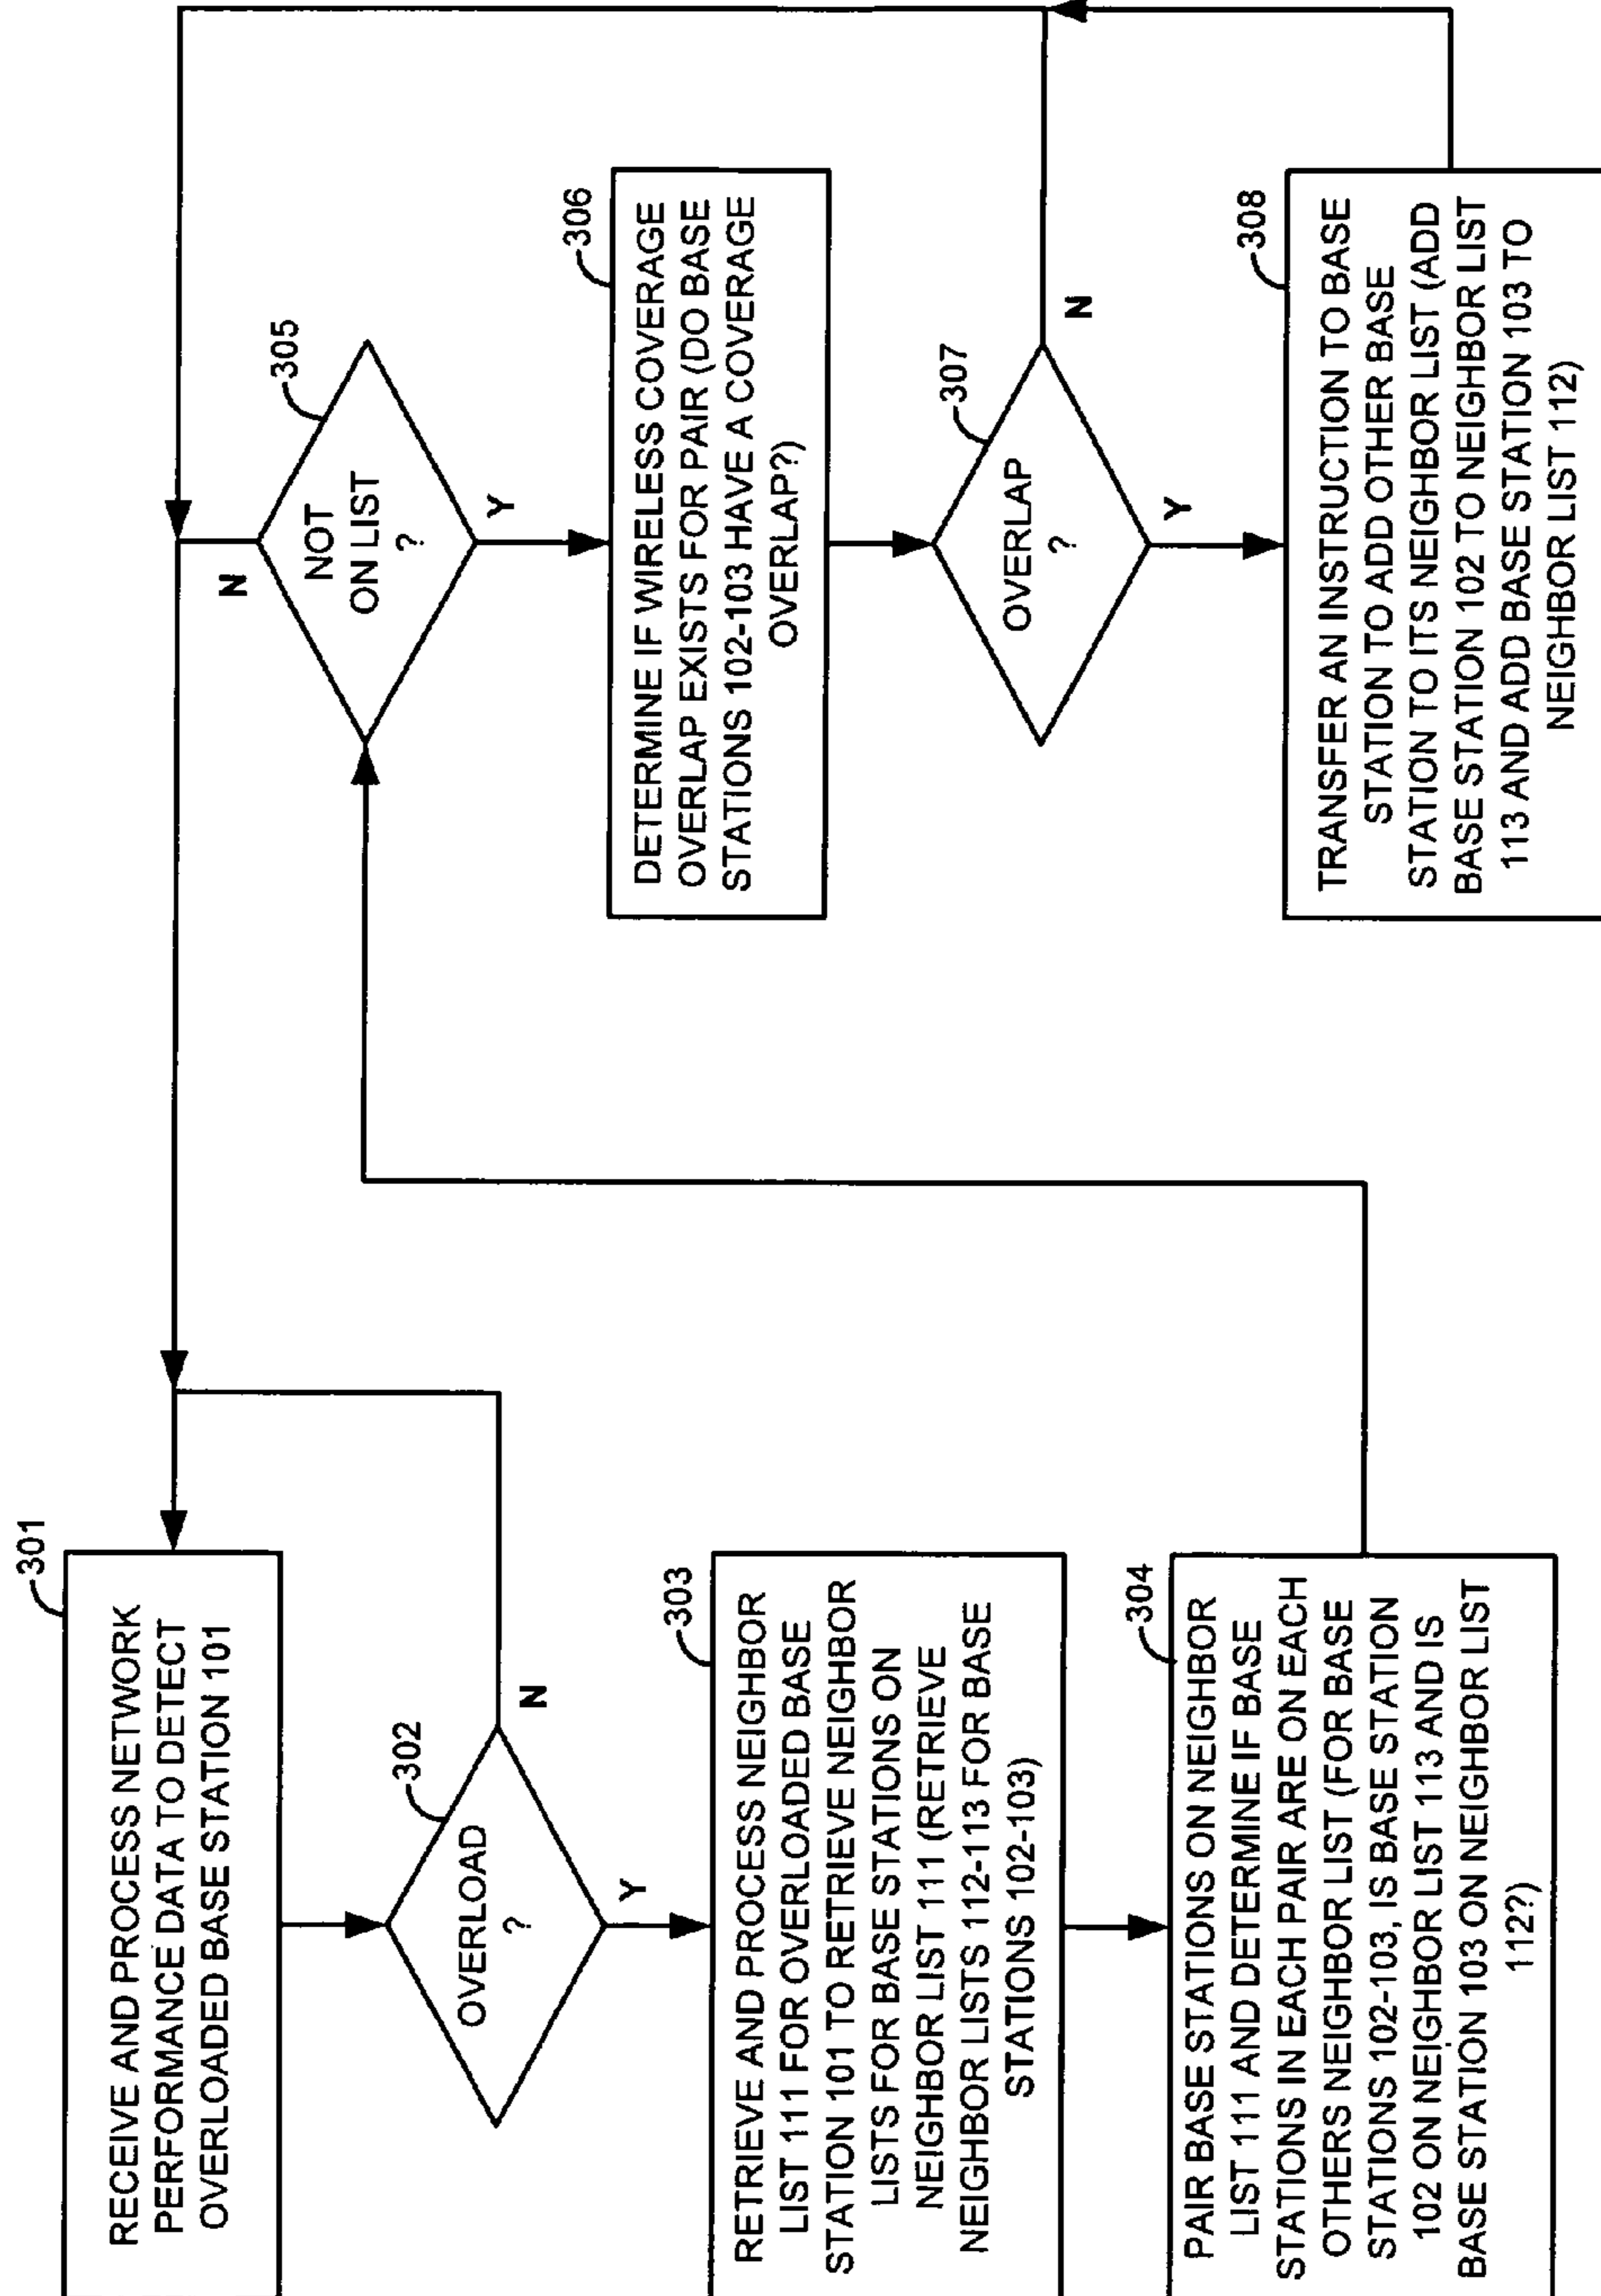 301
RECEIVE AND PROCESS NETWORK
PERFORMANCE DATA TO DETECT
OVERLOADED BASE STATION 101
302
OVERLOAD
?
N
Y
303
RETRIEVE AND PROCESS NEIGHBOR
LIST 111 FOR OVERLOADED BASE
STATION 101 TO RETRIEVE NEIGHBOR
LISTS FOR BASE STATIONS ON
NEIGHBOR LIST 111 (RETRIEVE
NEIGHBOR LISTS 112-113 FOR BASE
STATIONS 102-103)
304
PAIR BASE STATIONS ON NEIGHBOR
LIST 111 AND DETERMINE IF BASE
STATIONS IN EACH PAIR ARE ON EACH
OTHERS NEIGHBOR LIST (FOR BASE
STATIONS 102-103, IS BASE STATION
102 ON NEIGHBOR LIST 113 AND IS
BASE STATION 103 ON NEIGHBOR LIST
112?)
305
N
NOT
ON LIST
?
Y
306
DETERMINE IF WIRELESS COVERAGE
OVERLAP EXISTS FOR PAIR (DO BASE
STATIONS 102-103 HAVE A COVERAGE
OVERLAP?)
307
OVERLAP
?
N
Y
308
TRANSFER AN INSTRUCTION TO BASE
STATION TO ADD OTHER BASE
STATION TO ITS NEIGHBOR LIST (ADD
BASE STATION 102 TO NEIGHBOR LIST
113 AND ADD BASE STATION 103 TO
NEIGHBOR LIST 112)